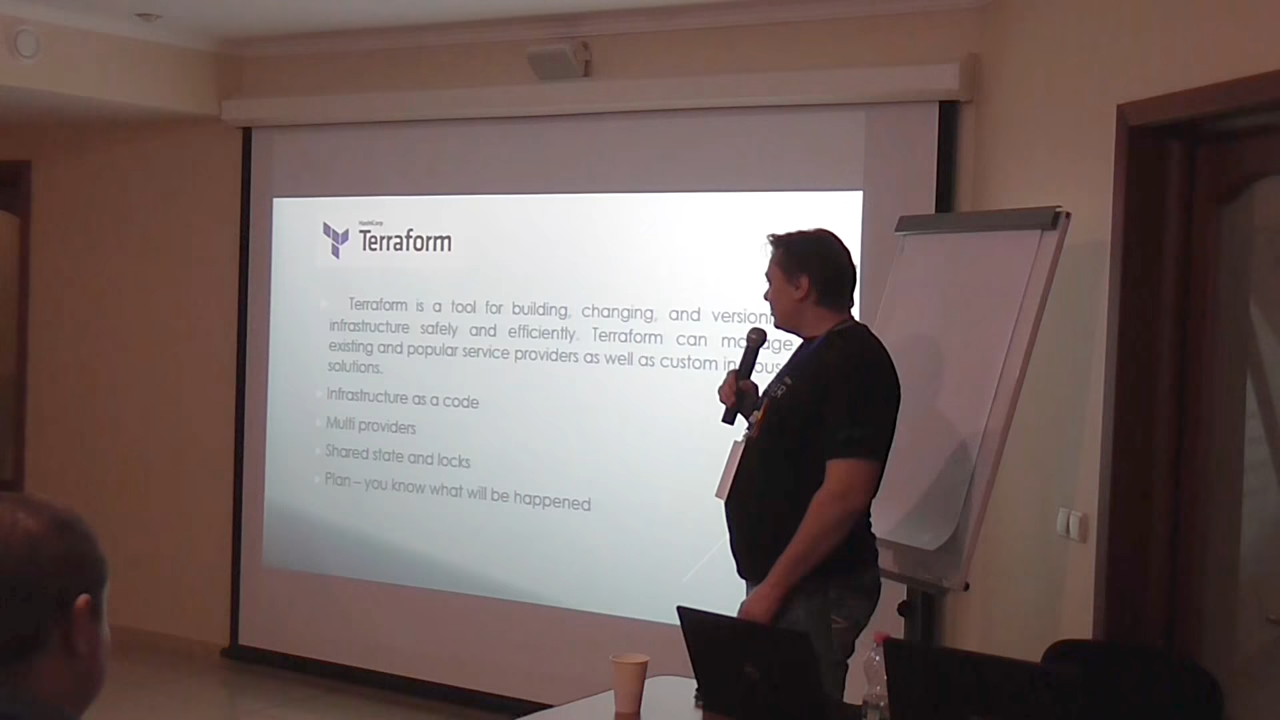 HashiCorp
Terraform
Terraform is a tool for building, changing, and
infrastructure safely and efficiently. Terraform can
existing and popular service providers as well as custom
solutions.
Infrastructure as a code
Multi providers
Shared state and locks
Plan – you know what will be happened